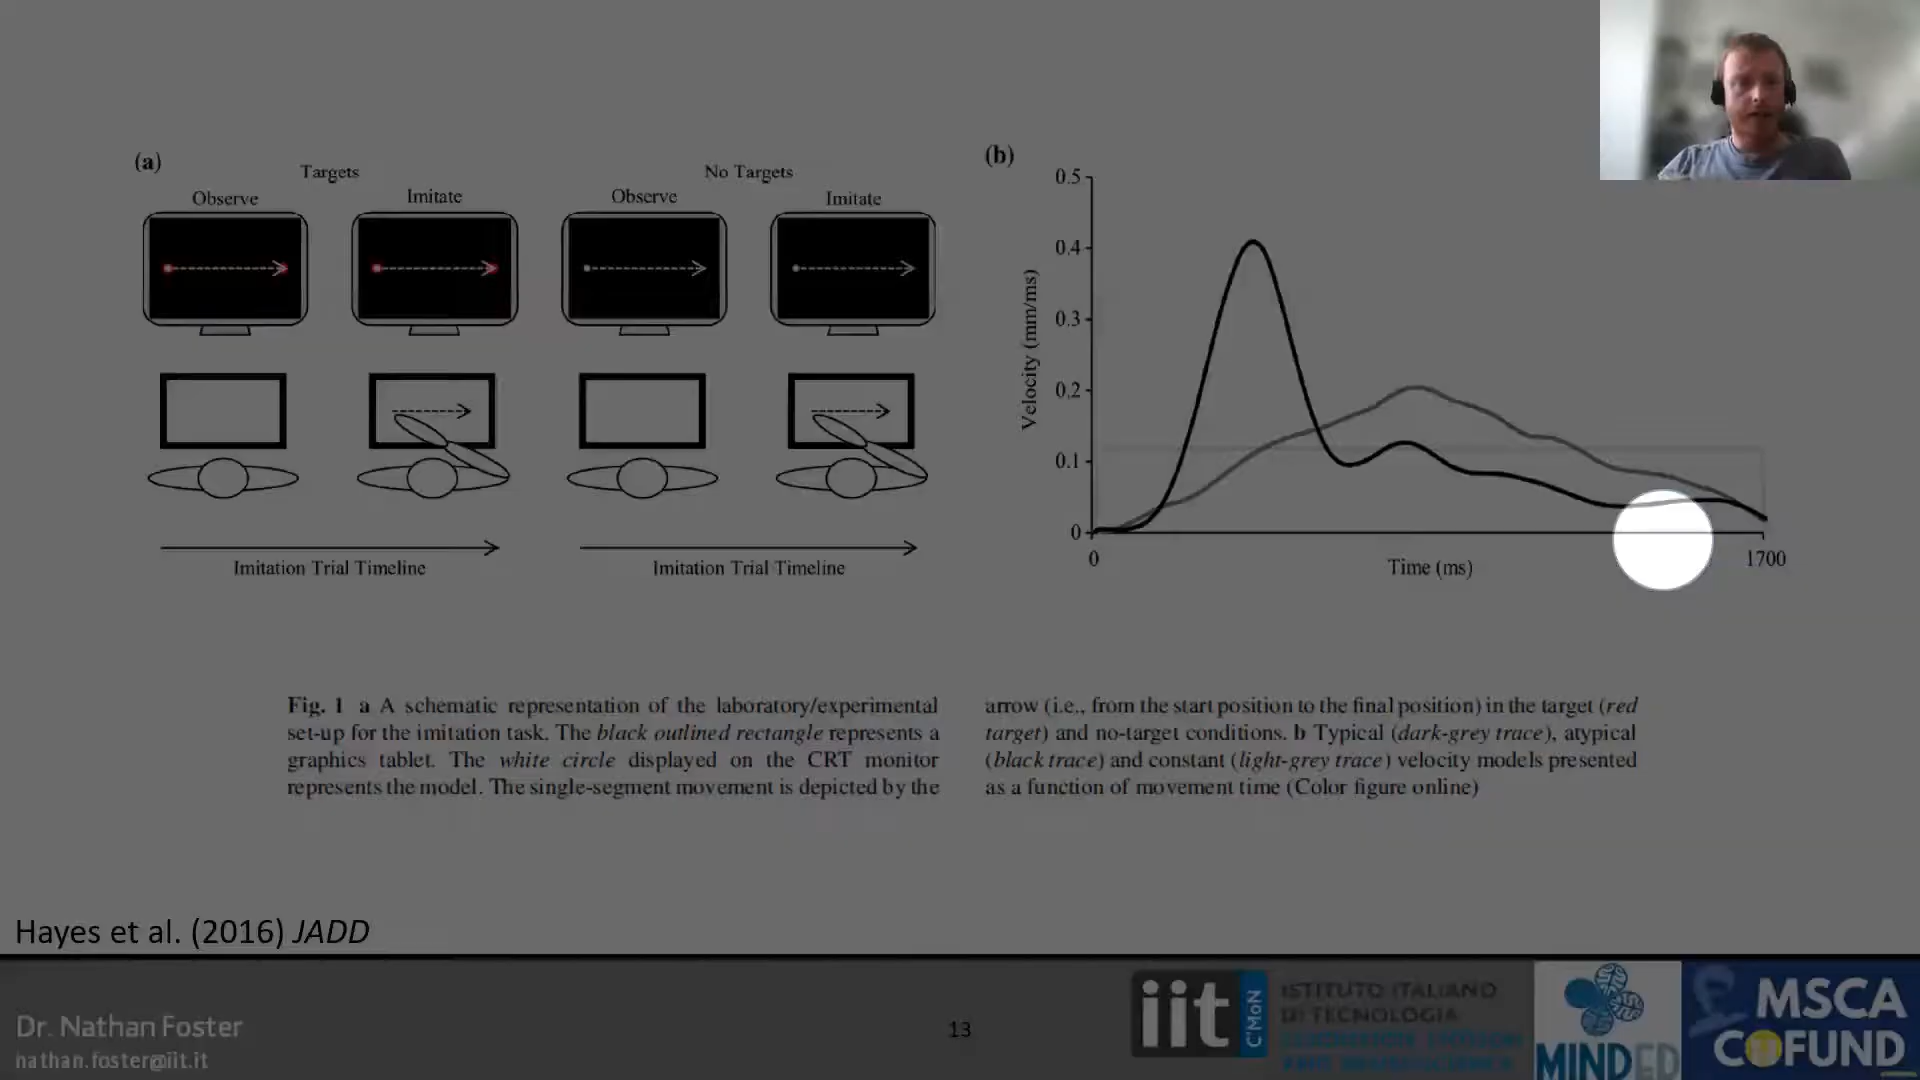 (a)
Targets
No Targets
Observe
Imitate
Observe
Imitate
Imitation Trial Timeline
Imitation Trial Timeline
(b)
0.5
0.4
0.3
0.2
0.1
0
Velocity (mm/ms)
0
Time (ms)
1700
Fig. 1 a A schematic representation of the laboratory/experimental
set-up for the imitation task. The black outlined rectangle represents a
graphics tablet. The white circle displayed on the CRT monitor
represents the model. The single-segment movement is depicted by the
arrow (i.e., from the start position to the final position) in the target (red
target) and no-target conditions. b Typical (dark-grey trace), atypical
(black trace) and constant (light-grey trace) velocity models presented
as a function of movement time (Color figure online)
Hayes et al. (2016) JADD
Dr. Nathan Foster
nathan.foster@iit.it
13
iit
C'MoN
ISTITUTO ITALIANO
DI TECNOLOGIA
MINDED
MSCA
COFUND